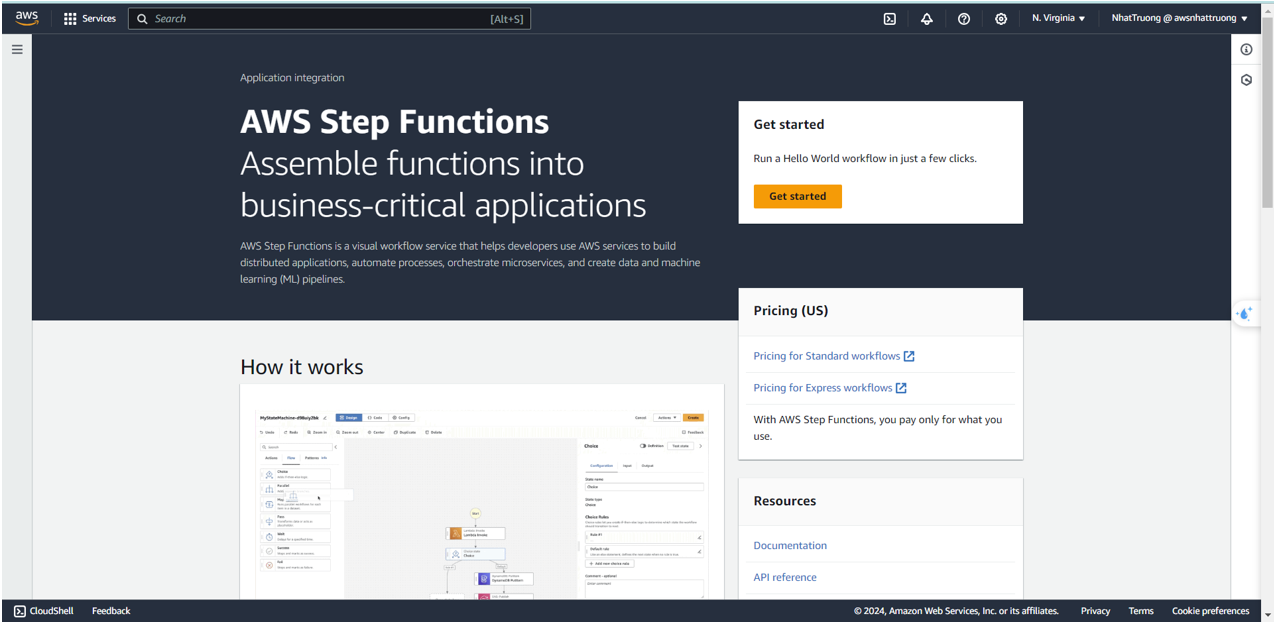 aws
Services
Search
[Alt+S]
N. Virginia
NhatTruong @ awsnhattruong
Application integration
AWS Step Functions
Assemble functions into
business-critical applications
AWS Step Functions is a visual workflow service that helps developers use AWS services to build
distributed applications, automate processes, orchestrate microservices, and create data and machine
learning (ML) pipelines.
Get started
Run a Hello World workflow in just a few clicks.
Get started
Pricing (US)
Pricing for Standard workflows
Pricing for Express workflows
With AWS Step Functions, you pay only for what you
use.
How it works
Design
Code
Config
Cancel
Actions
Create
Undo
Redo
Zoom in
Zoom out
Center
Duplicate
Delete
Feedback
Search
Actions
Flow
Patterns
Choice
Parallel
Pass
Wait
Success
Fail
Start
Lambda Invoke
Choice
Choice
Definition
Test state
Configuration
Input
Output
State name
Choice
State type
Choice
Choice Rules
Rule #1
Default rule
Add new choice rule
Comment - optional
Resources
Documentation
API reference
CloudShell
Feedback
© 2024, Amazon Web Services, Inc. or its affiliates.
Privacy
Terms
Cookie preferences